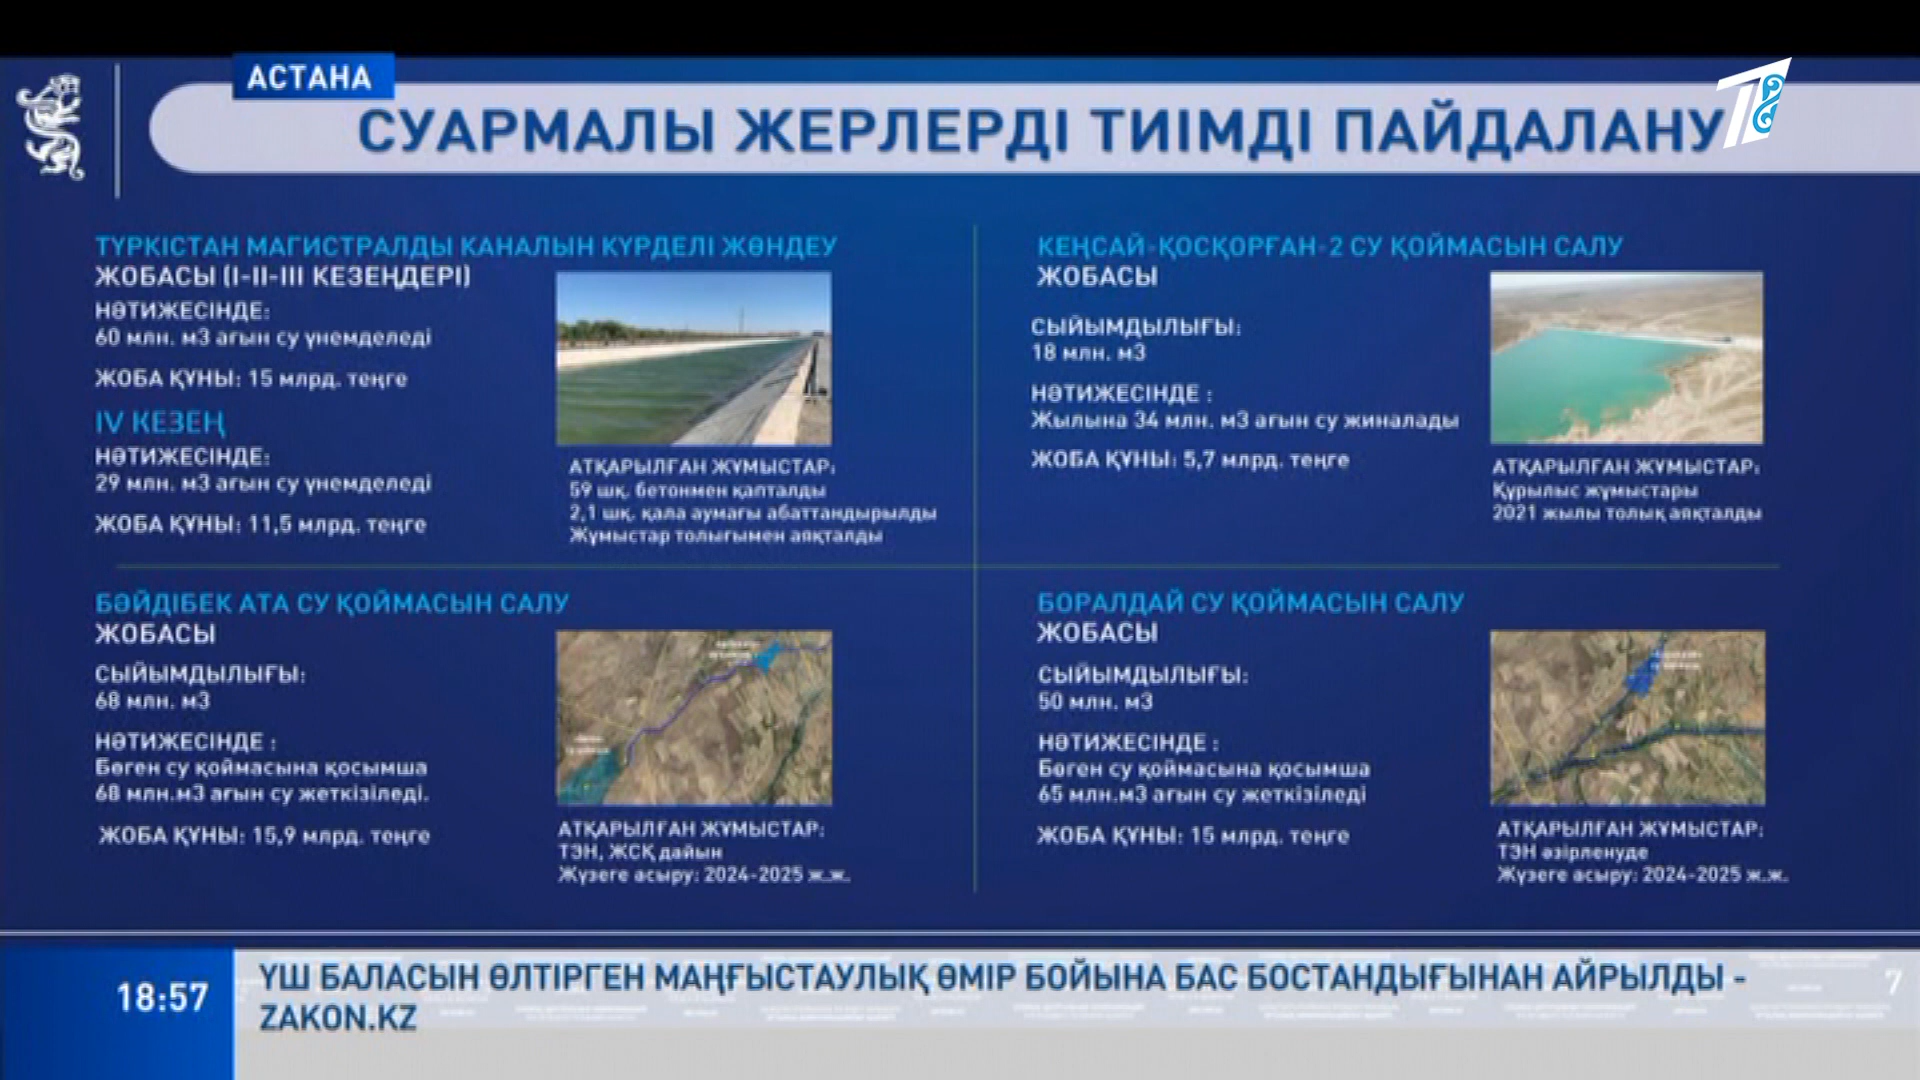 АСТАНА
СУАРМАЛЫ ЖЕРЛЕРДІ ТИІМДІ ПАЙДАЛАНУ
ТҮРКІСТАН МАГИСТРАЛДЫ КАНАЛЫН КҮРДЕЛІ ЖӨНДЕУ
ЖОБАСЫ (I-II-III КЕЗЕҢДЕРІ)
НӘТИЖЕСІНДЕ:
60 млн. м3 ағын су үнемделеді
ЖОБА ҚҰНЫ: 15 млрд. теңге
IV КЕЗЕҢ
НӘТИЖЕСІНДЕ:
29 млн. м3 ағын су үнемделеді
ЖОБА ҚҰНЫ: 11,5 млрд. теңге
АТҚАРЫЛҒАН ЖҰМЫСТАР:
59 шқ. бетонмен қапталды
2,1 шқ. қала аумағы абаттандырылды
Жұмыстар толығымен аяқталды
КЕҢСАЙ-ҚОСҚОРҒАН-2 СУ ҚОЙМАСЫН САЛУ
ЖОБАСЫ
СЫЙЫМДЫЛЫҒЫ:
18 млн. м3
НӘТИЖЕСІНДЕ :
Жылына 34 млн. м3 ағын су жиналады
ЖОБА ҚҰНЫ: 5,7 млрд. теңге
АТҚАРЫЛҒАН ЖҰМЫСТАР:
Құрылыс жұмыстары
2021 жылы толық аяқталды
БӘЙДІБЕК АТА СУ ҚОЙМАСЫН САЛУ
ЖОБАСЫ
СЫЙЫМДЫЛЫҒЫ:
68 млн. м3
НӘТИЖЕСІНДЕ :
Бөген су қоймасына қосымша
68 млн.м3 ағын су жеткізіледі.
ЖОБА ҚҰНЫ: 15,9 млрд. теңге
АТҚАРЫЛҒАН ЖҰМЫСТАР:
ТЭН, ЖСҚ дайын
Жүзеге асыру: 2024-2025 ж.ж.
БОРАЛДАЙ СУ ҚОЙМАСЫН САЛУ
ЖОБАСЫ
СЫЙЫМДЫЛЫҒЫ:
50 млн. м3
НӘТИЖЕСІНДЕ :
Бөген су қоймасына қосымша
65 млн.м3 ағын су жеткізіледі
ЖОБА ҚҰНЫ: 15 млрд. теңге
АТҚАРЫЛҒАН ЖҰМЫСТАР:
ТЭН әзірленуде
Жүзеге асыру: 2024-2025 ж.ж.
18:57
ҮШ БАЛАСЫН ӨЛТІРГЕН МАҢҒЫСТАУЛЫҚ ӨМІР БОЙЫНА БАС БОСТАНДЫҒЫНАН АЙРЫЛДЫ -
ZAKON.KZ
7